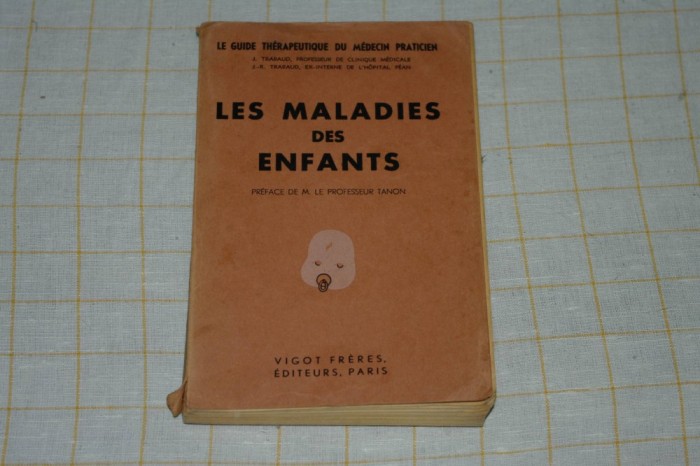 LE GUIDE THÉRAPEUTIQUE DU MÉDECIN PRATICIEN
J. TRABAUD, PROFESSEUR DE CLINIQUE MÉDICALE
J.-R. TRABAUD, EX-INTERNE DE L'HÔPITAL PÉAN
LES MALADIES
DES
ENFANTS
PRÉFACE DE M. LE PROFESSEUR TANON
VIGOT FRÈRES,
ÉDITEURS, PARIS